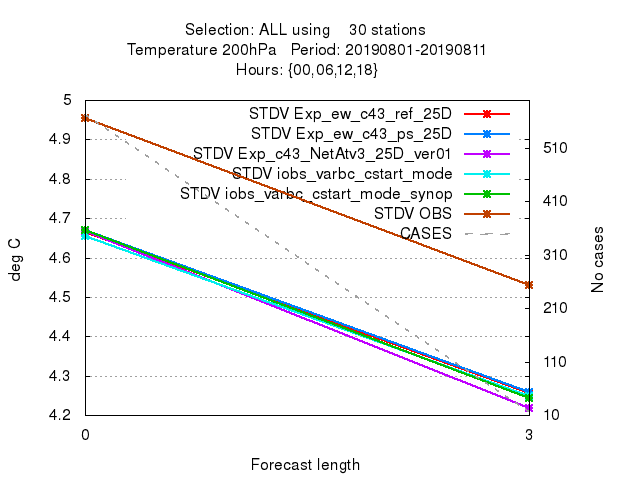 Selection: ALL using    30 stations
Temperature 200hPa   Period: 20190801-20190811
Hours: {00,06,12,18}
5
STDV Exp_ew_c43_ref_25D
STDV Exp_ew_c43_ps_25D
4.9
510
STDV Exp_c43_NetAtv3_25D_ver01
4.8
STDV iobs_varbc_cstart_mode
STDV iobs_varbc_cstart_mode_synop
410
4.7
STDV OBS
CASES
deg C
No cases
4.6
310
4.5
210
4.4
110
4.3
4.2
10
0
3
Forecast length